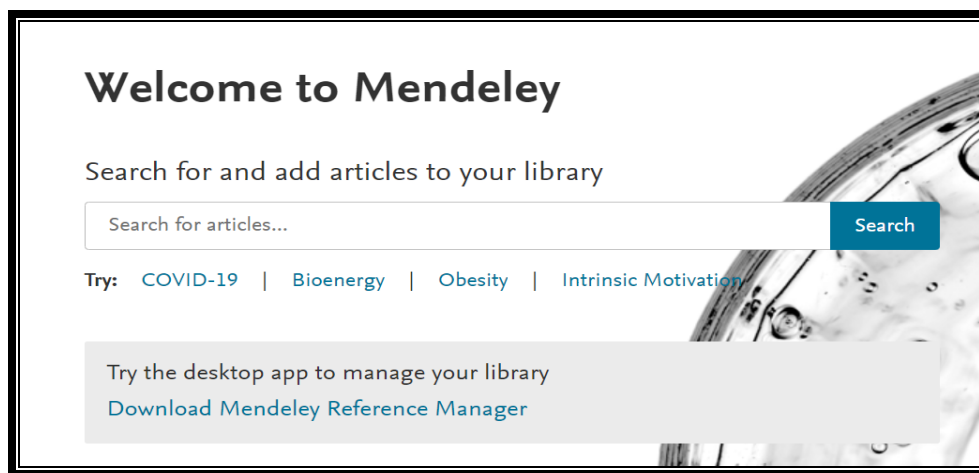 Welcome to Mendeley
Search for and add articles to your library
Search for articles... Search
Try: COVID-19 | Bioenergy | Obesity | Intrinsic Motivation
Try the desktop app to manage your library
Download Mendeley Reference Manager